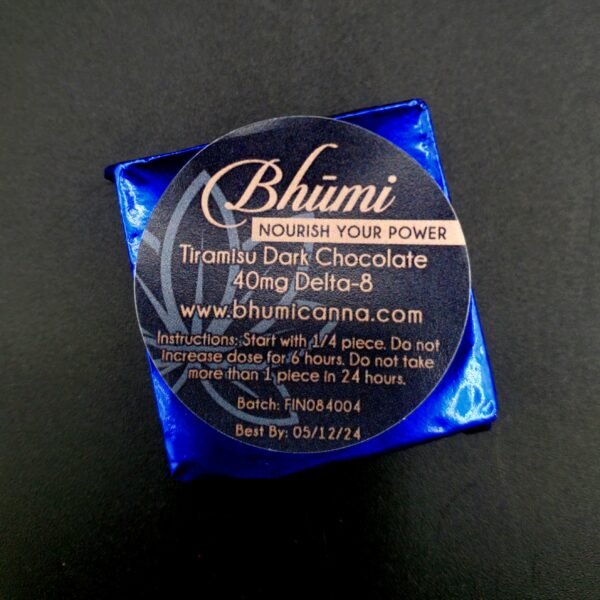 Bhūmi
NOURISH YOUR POWER
Tiramisu Dark Chocolate
40mg Delta-8
www.bhumicanna.com
Instructions: Start with 1/4 piece. Do not
increase dose for 6 hours. Do not take
more than 1 piece in 24 hours.
Batch: FIN084004
Best By: 05/12/24